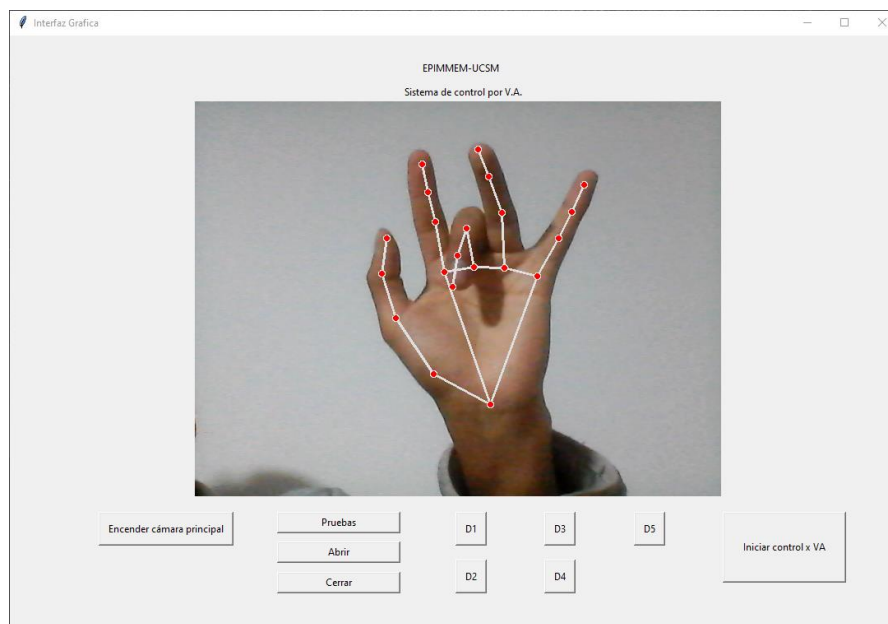 Interfaz Grafica
EPIMMEM-UCSM
Sistema de control por V.A.
Encender cámara principal
Pruebas
Abrir
Cerrar
D1
D3
D5
D2
D4
Iniciar control x VA